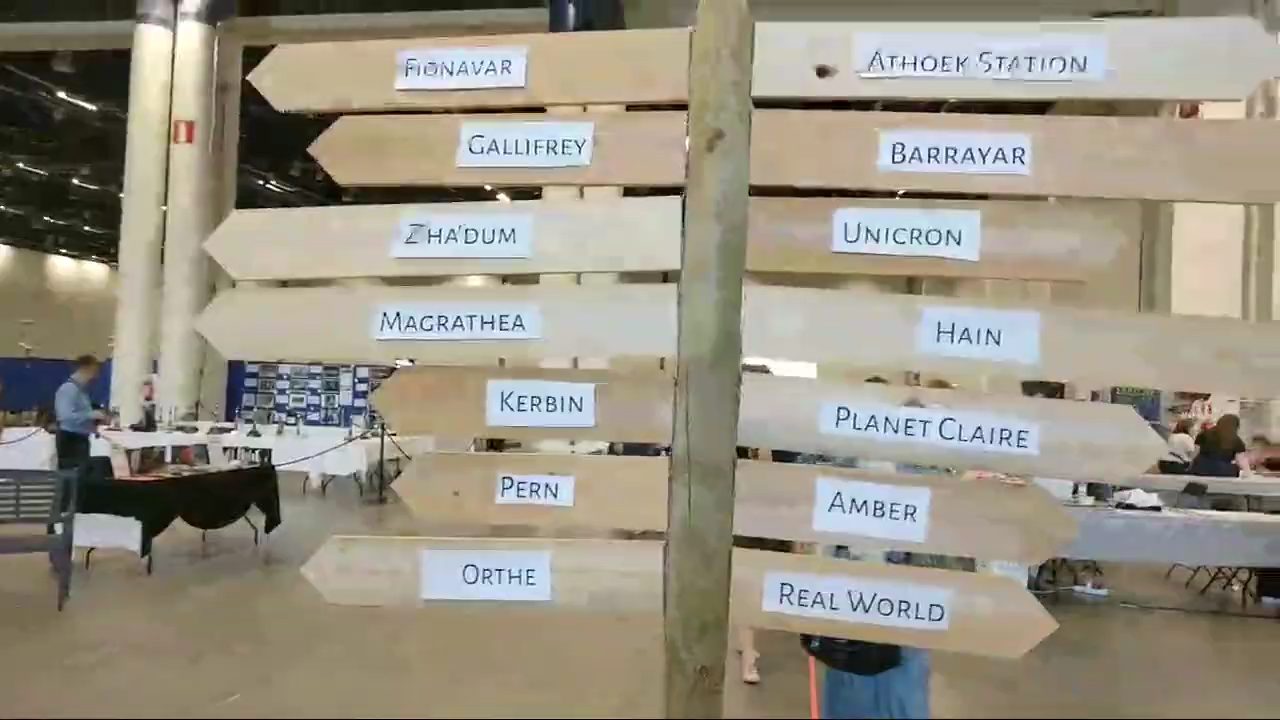 Fionavar
Gallifrey
Z'ha'dum
Magrathea
Kerbin
Pern
Orthe
Athoek Station
Barrayar
Unicron
Hain
Planet Claire
Amber
Real World